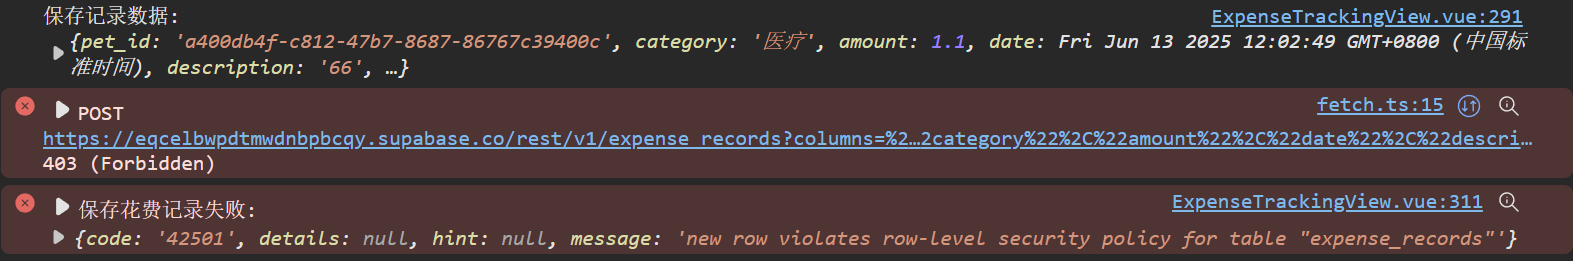 保存记录数据: ExpenseTrackingView.vue:291
{pet_id: 'a400db4f-c812-47b7-8687-86767c39400c', category: '医疗', amount: 1.1, date: Fri Jun 13 2025 12:02:49 GMT+0800 (中国标
准时间), description: '66', …}
POST fetch.ts:15
https://eqcelbwpdtmwdnbpbcqy.supabase.co/rest/v1/expense_records?columns=%2…2category%22%2C%22amount%22%2C%22date%22%2C%22descri…
403 (Forbidden)
保存花费记录失败: ExpenseTrackingView.vue:311
{code: '42501', details: null, hint: null, message: 'new row violates row-level security policy for table "expense_records"'}